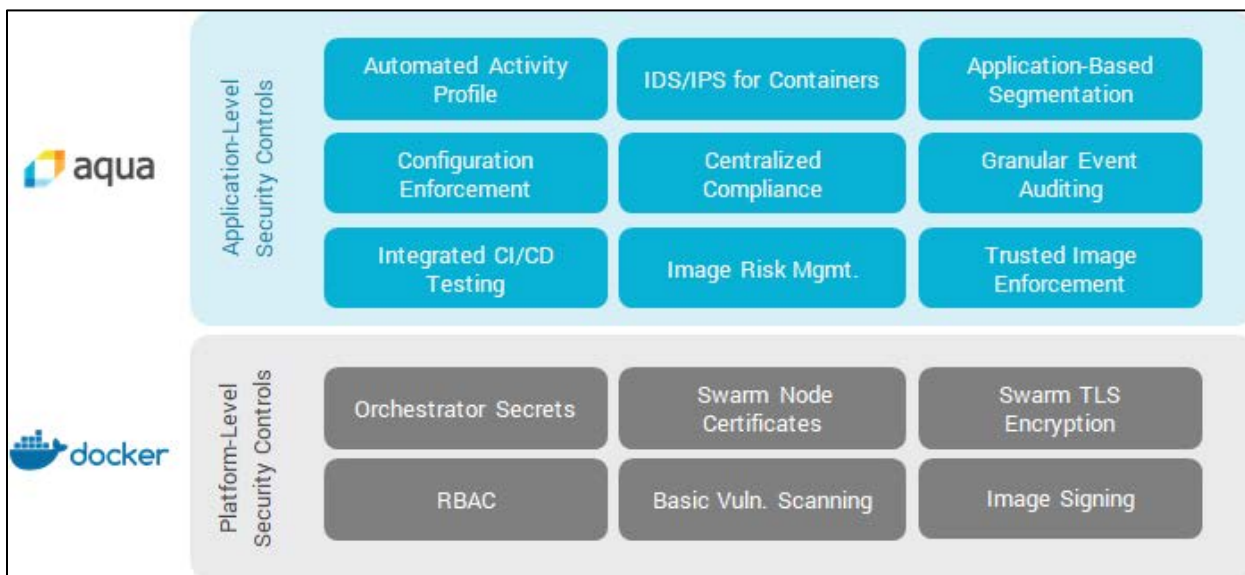 aqua
Application-Level
Security Controls
Automated Activity
Profile
IDS/IPS for Containers
Application-Based
Segmentation
Configuration
Enforcement
Centralized
Compliance
Granular Event
Auditing
Integrated CI/CD
Testing
Image Risk Mgmt.
Trusted Image
Enforcement
docker
Platform-Level
Security Controls
Orchestrator Secrets
Swarm Node
Certificates
Swarm TLS
Encryption
RBAC
Basic Vuln. Scanning
Image Signing